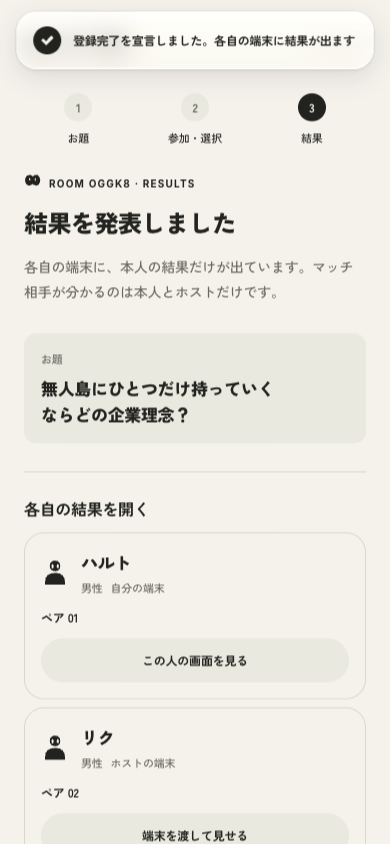 登録完了を宣言しました。各自の端末に結果が出ます
1
2
3
お題
参加・選択
結果
ROOM OGGK8 · RESULTS
結果を発表しました
各自の端末に、本人の結果だけが出ています。マッチ
相手が分かるのは本人とホストだけです。
お題
無人島にひとつだけ持っていく
ならどの企業理念？
各自の結果を開く
ハルト
男性 自分の端末
ペア 01
この人の画面を見る
リク
男性 ホストの端末
ペア 02
端末を渡して見せる